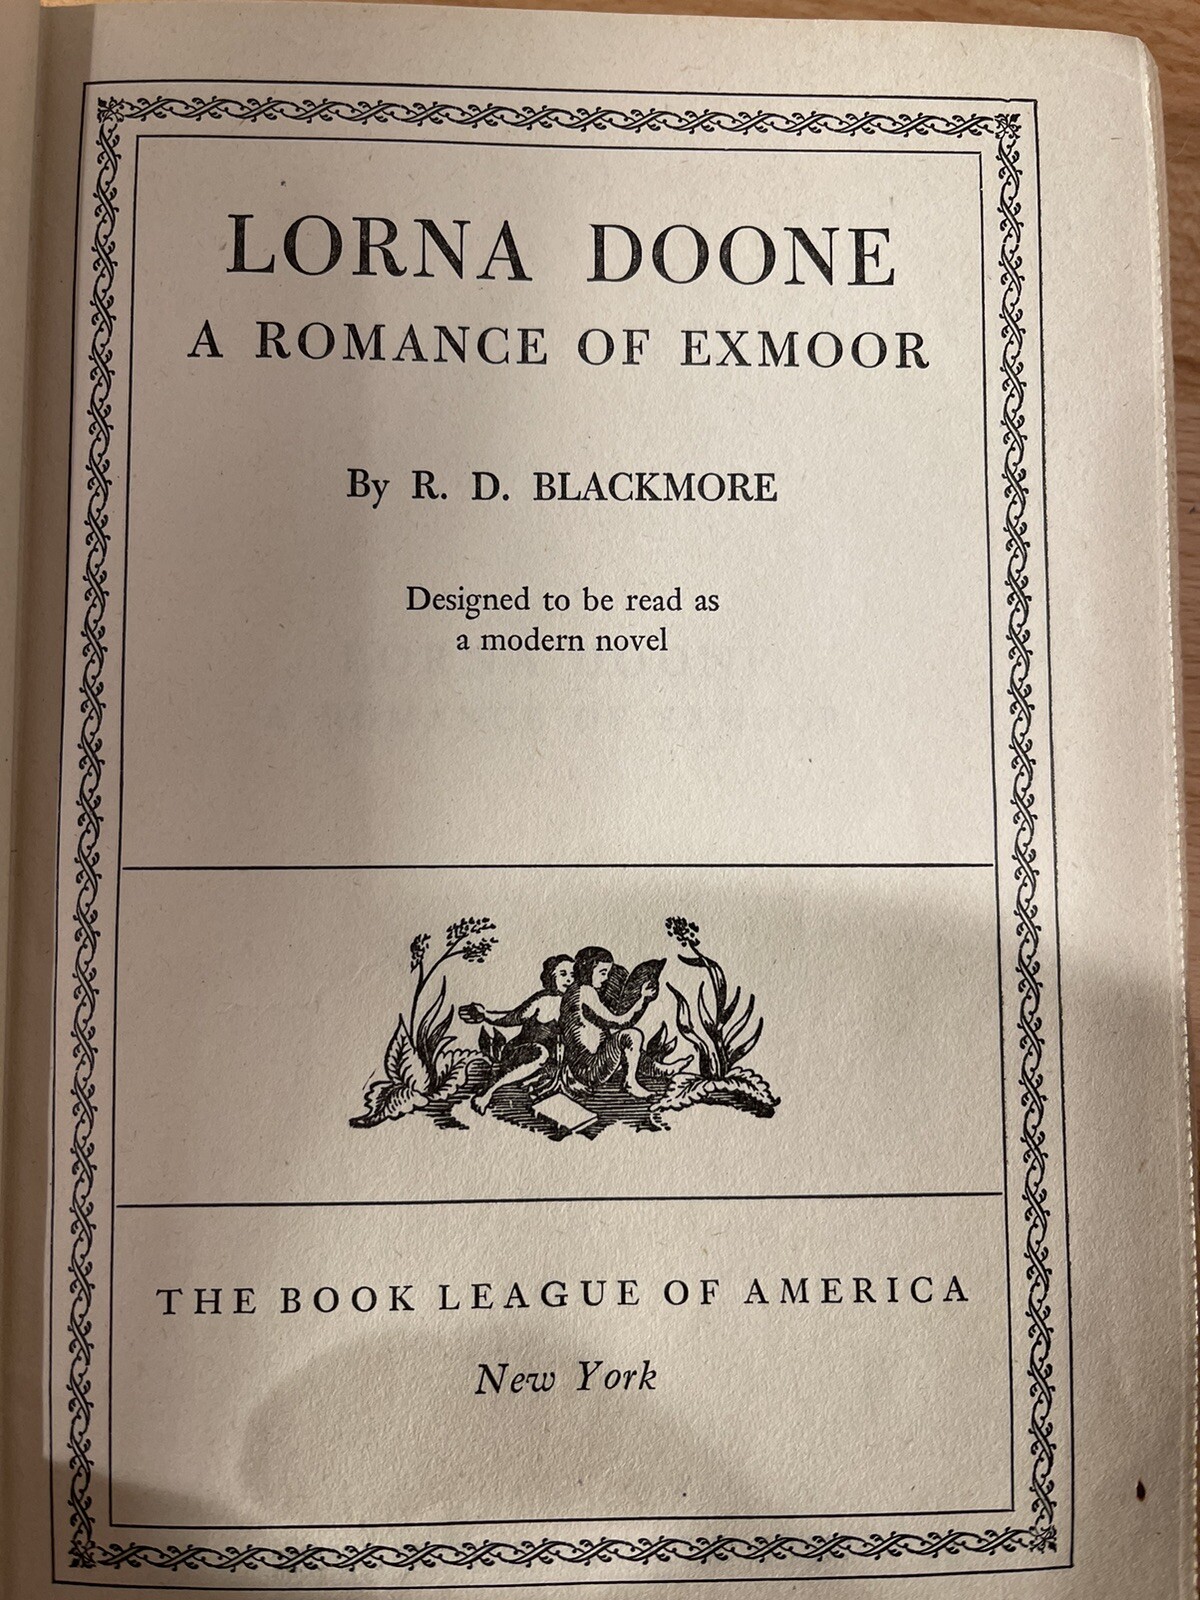 LORNA DOONE
A ROMANCE OF EXMOOR
By R. D. BLACKMORE
Designed to be read as
a modern novel
THE BOOK LEAGUE OF AMERICA
New York